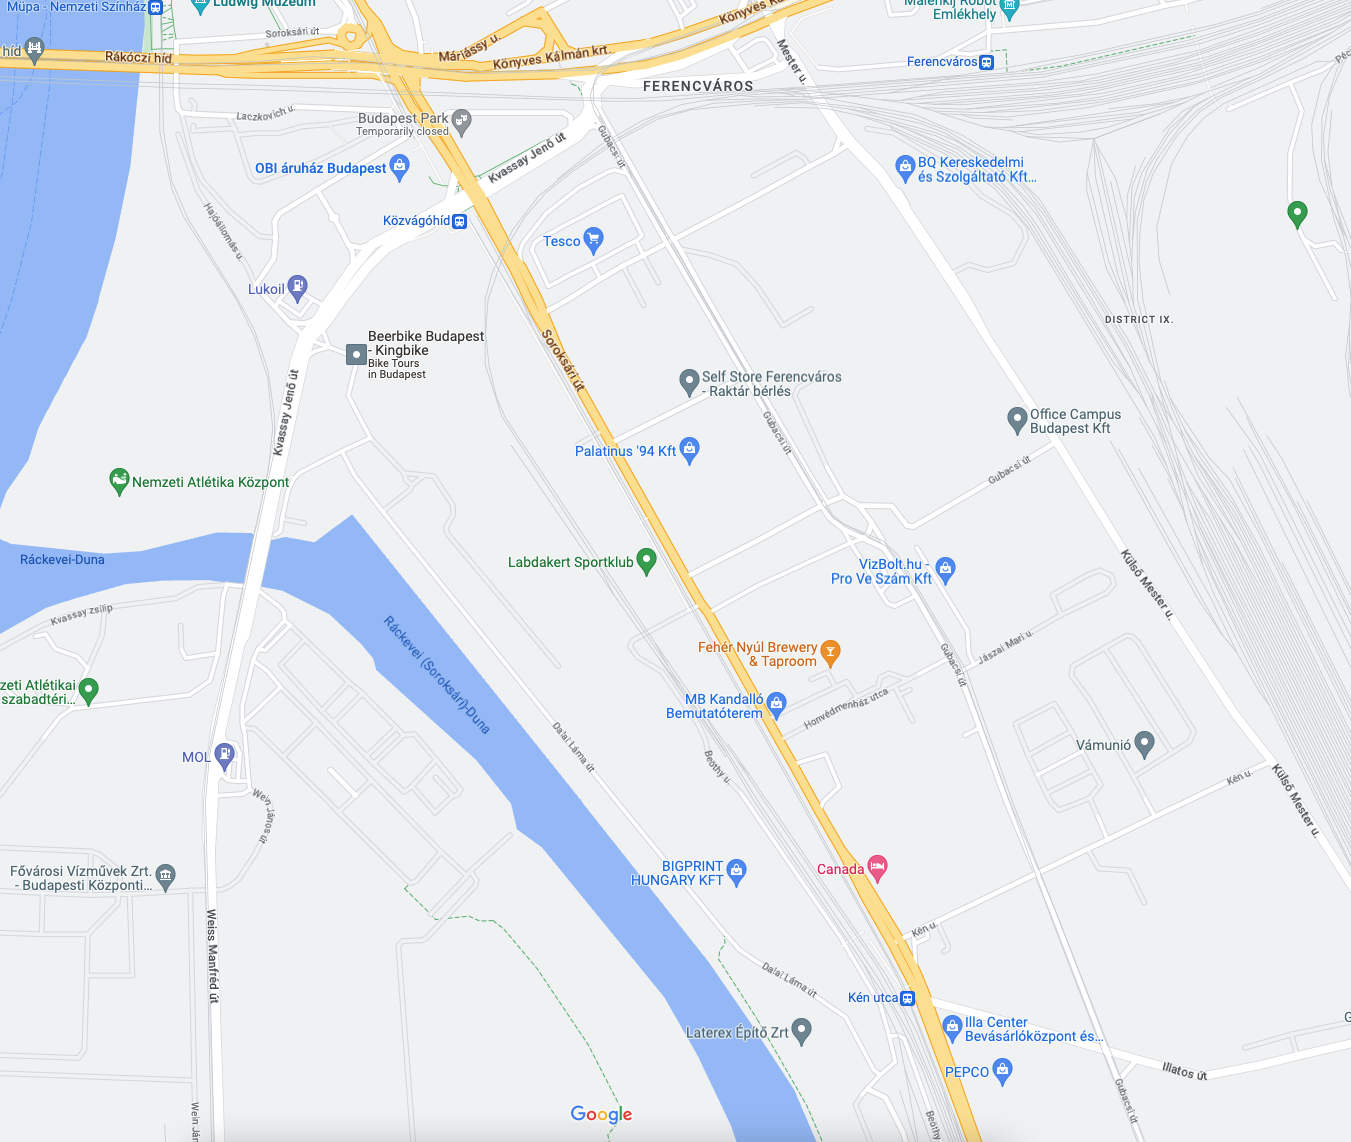 Müpa - Nemzeti Színház
Ludwig Múzeum
Malenkij Robot
Emlékhely
Soroksári út
Könyves Ká
híd
Rákóczi híd
Máriássy u.
Könyves Kálmán krt.
Mester u.
Ferencváros
FERENCVÁROS
Laczkovich u.
Budapest Park
Temporarily closed
Gubacsi út
Kvassay Jenő út
OBI áruház Budapest
BQ Kereskedelmi
és Szolgáltató Kft...
Hajóállomás u.
Közvágóhíd
Tesco
Lukoil
DISTRICT IX.
Beerbike Budapest
- Kingbike
Bike Tours
in Budapest
Soroksári út
Self Store Ferencváros
- Raktár bérlés
Kvassay Jenő út
Gubacsi út
Office Campus
Budapest Kft
Palatinus '94 Kft
Gubacsi út
Nemzeti Atlétika Központ
Ráckevei-Duna
Labdakert Sportklub
VizBolt.hu -
Pro Ve Szám Kft
Külső Mester u.
Kvassay zsilip
Ráckevei (Soroksári)-Duna
Fehér Nyúl Brewery
& Taproom
Gubacsi út
Jászai Mari u.
zeti Atlétikai
szabadtéri...
MB Kandalló
Bemutatóterem
Honvédmenház utca
MOL
Dalai Láma út
Beöthy u.
Vámunió
Kén u.
Külső Mester u.
Wein János út
Fővárosi Vízművek Zrt.
- Budapesti Központi...
BIGPRINT
HUNGARY KFT
Canada
Weiss Manfréd út
Kén u.
Dalai Láma út
Kén utca
Laterex Építő Zrt
Illa Center
Bevásárlóközpont és...
PEPCO
Illatos út
G
Google
Wein Ján
Beöthy
Gubacsi út